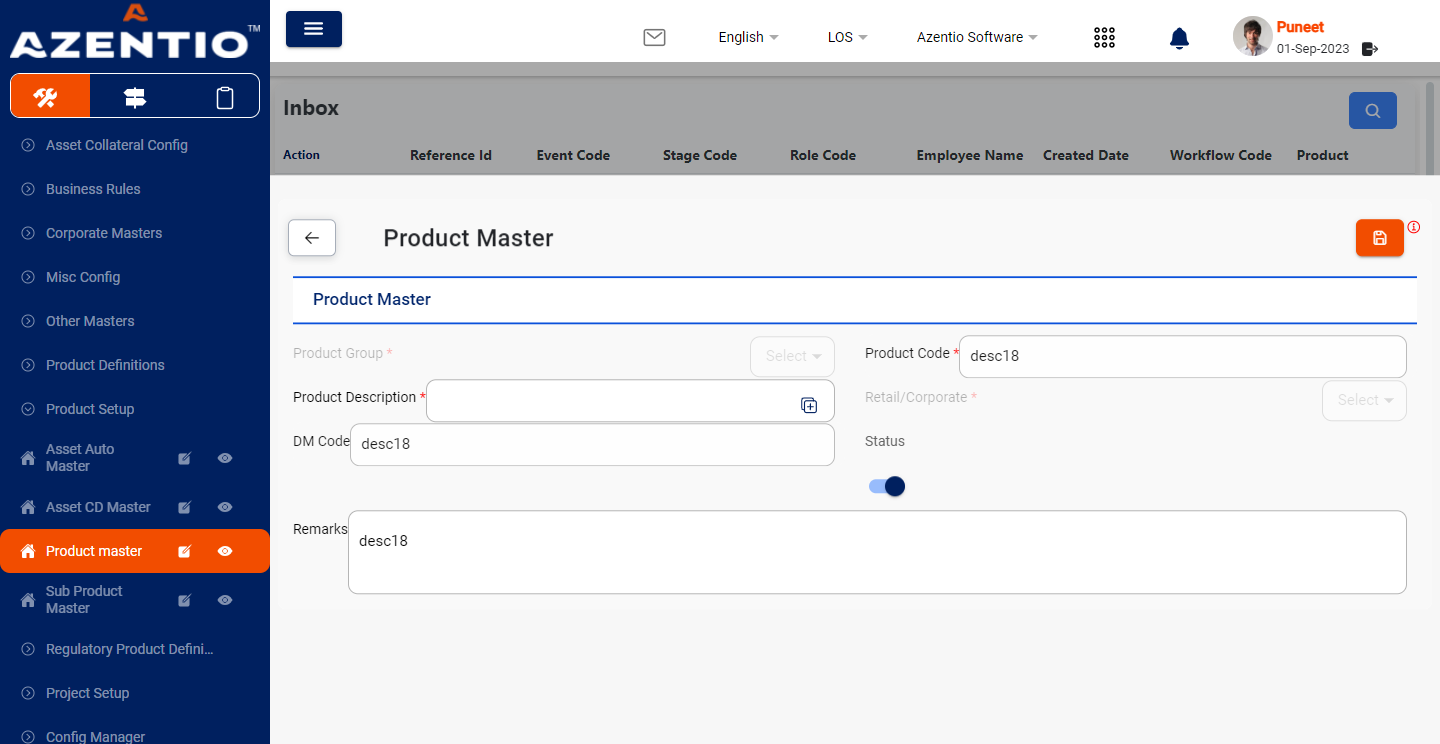 AZENTIO™
English
LOS
Azentio Software
Puneet
01-Sep-2023
Inbox
Action Reference Id Event Code Stage Code Role Code Employee Name Created Date Workflow Code Product
Asset Collateral Config
Business Rules
Corporate Masters
Misc Config
Other Masters
Product Definitions
Product Setup
Asset Auto
Master
Asset CD Master
Product master
Sub Product
Master
Regulatory Product Defini...
Project Setup
Config Manager
Product Master
Product Master
Product Group * Select
Product Code * desc18
Product Description *
Retail/Corporate * Select
DM Code desc18
Status
Remarks desc18